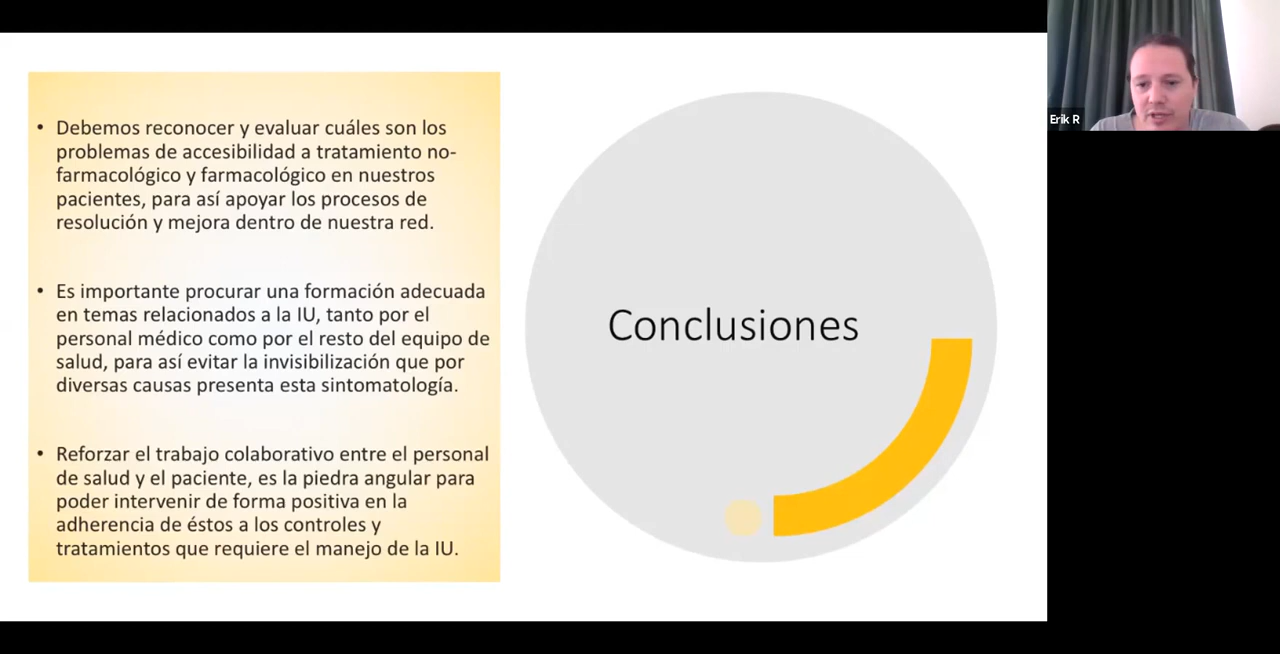 • Debemos reconocer y evaluar cuáles son los
problemas de accesibilidad a tratamiento no-
farmacológico y farmacológico en nuestros
pacientes, para así apoyar los procesos de
resolución y mejora dentro de nuestra red.
• Es importante procurar una formación adecuada
en temas relacionados a la IU, tanto por el
personal médico como por el resto del equipo de
salud, para así evitar la invisibilización que por
diversas causas presenta esta sintomatología.
• Reforzar el trabajo colaborativo entre el personal
de salud y el paciente, es la piedra angular para
poder intervenir de forma positiva en la
adherencia de éstos a los controles y
tratamientos que requiere el manejo de la IU.
Conclusiones
Erik R